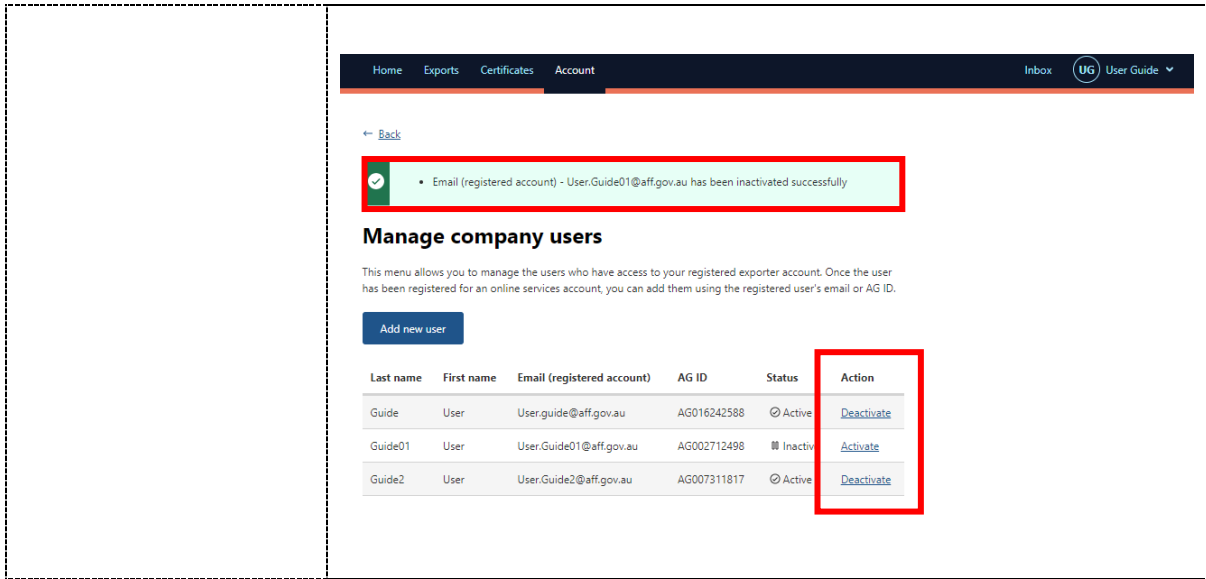 Home Exports Certificates Account Inbox UG User Guide
← Back
• Email (registered account) - User.Guide01@aff.gov.au has been inactivated successfully
Manage company users
This menu allows you to manage the users who have access to your registered exporter account. Once the user
has been registered for an online services account, you can add them using the registered user's email or AG ID.
Add new user
Last name First name Email (registered account) AG ID Status Action
Guide User User.guide@aff.gov.au AG016242588 Active Deactivate
Guide01 User User.Guide01@aff.gov.au AG002712498 Inactiv Activate
Guide2 User User.Guide2@aff.gov.au AG007311817 Active Deactivate